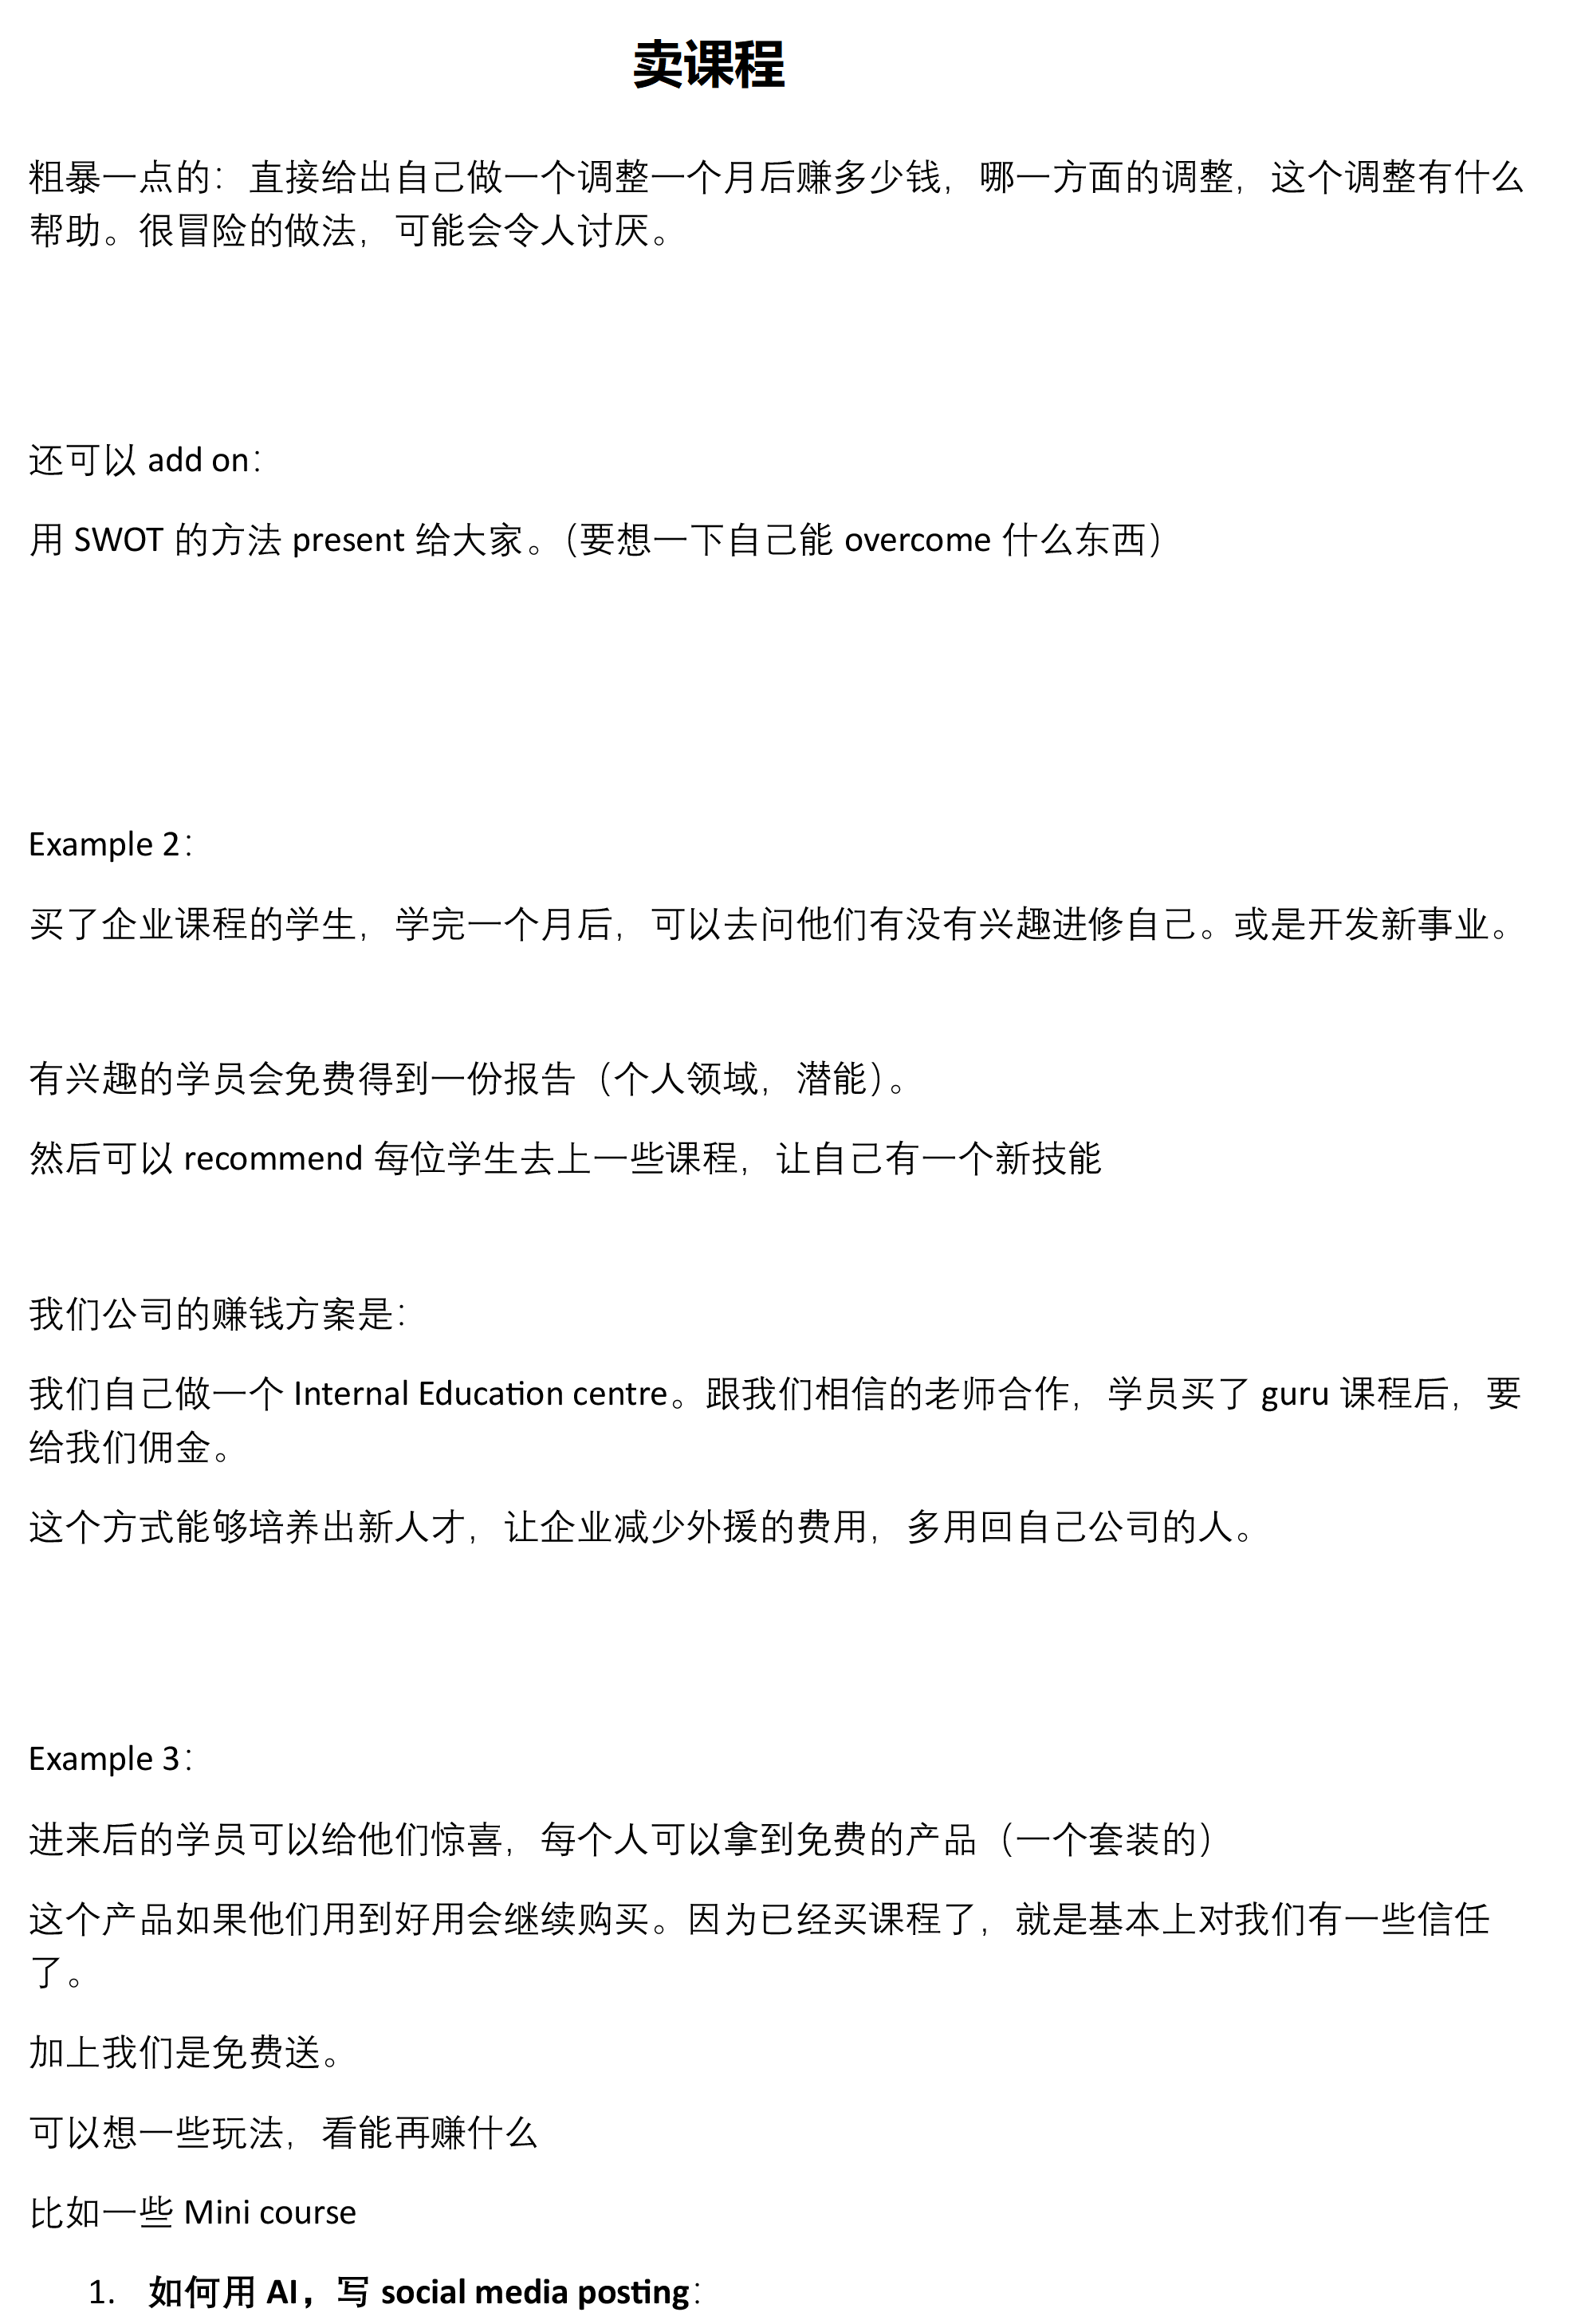 卖课程
粗暴一点的：直接给出自己做一个调整一个月后赚多少钱，哪一方面的调整，这个调整有什么
帮助。很冒险的做法，可能会令人讨厌。
还可以 add on：
用 SWOT 的方法 present 给大家。（要想一下自己能 overcome 什么东西）
Example 2：
买了企业课程的学生，学完一个月后，可以去问他们有没有兴趣进修自己。或是开发新事业。
有兴趣的学员会免费得到一份报告（个人领域，潜能）。
然后可以 recommend 每位学生去上一些课程，让自己有一个新技能
我们公司的赚钱方案是：
我们自己做一个 Internal Education centre。跟我们相信的老师合作，学员买了 guru 课程后，要
给我们佣金。
这个方式能够培养出新人才，让企业减少外援的费用，多用回自己公司的人。
Example 3：
进来后的学员可以给他们惊喜，每个人可以拿到免费的产品（一个套装的）
这个产品如果他们用到好用会继续购买。因为已经买课程了，就是基本上对我们有一些信任
了。
加上我们是免费送。
可以想一些玩法，看能再赚什么
比如一些 Mini course
1. 如何用 AI，写 social media posting：